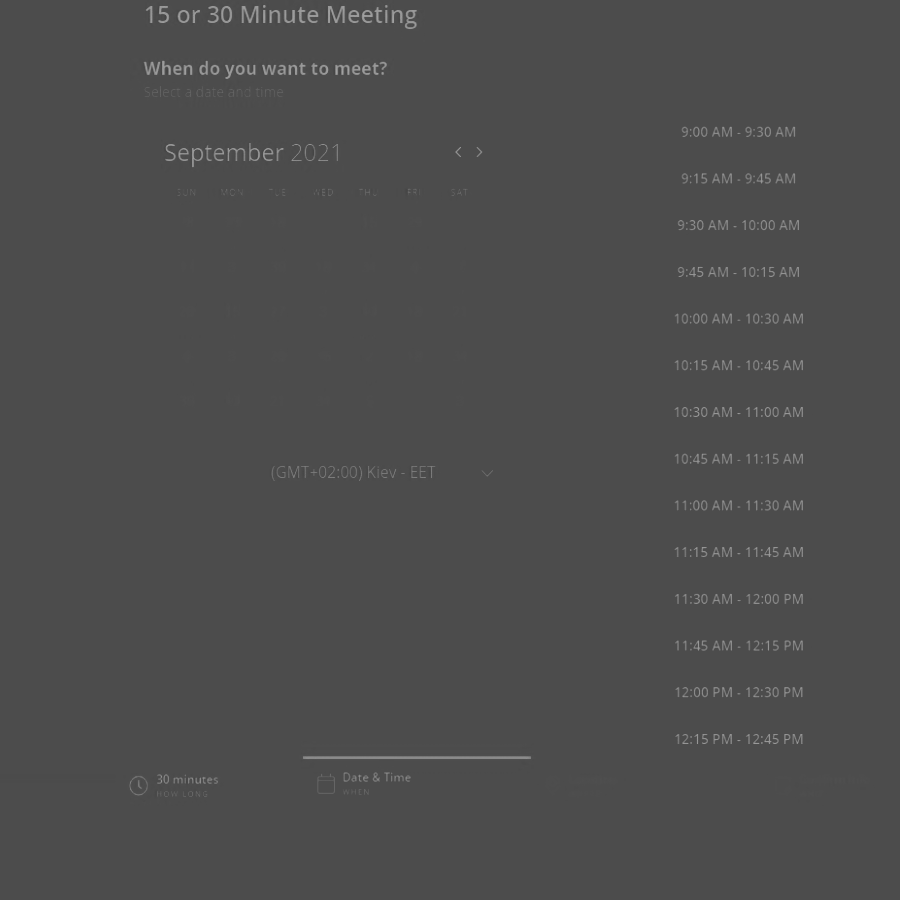 15 or 30 Minute Meeting
When do you want to meet?
Select a date and time
September 2021
SUN MON TUE WED THU FRI SAT
(GMT+02:00) Kiev - EET
9:00 AM - 9:30 AM
9:15 AM - 9:45 AM
9:30 AM - 10:00 AM
9:45 AM - 10:15 AM
10:00 AM - 10:30 AM
10:15 AM - 10:45 AM
10:30 AM - 11:00 AM
10:45 AM - 11:15 AM
11:00 AM - 11:30 AM
11:15 AM - 11:45 AM
11:30 AM - 12:00 PM
11:45 AM - 12:15 PM
12:00 PM - 12:30 PM
12:15 PM - 12:45 PM
30 minutes
HOW LONG
Date & Time
WHEN